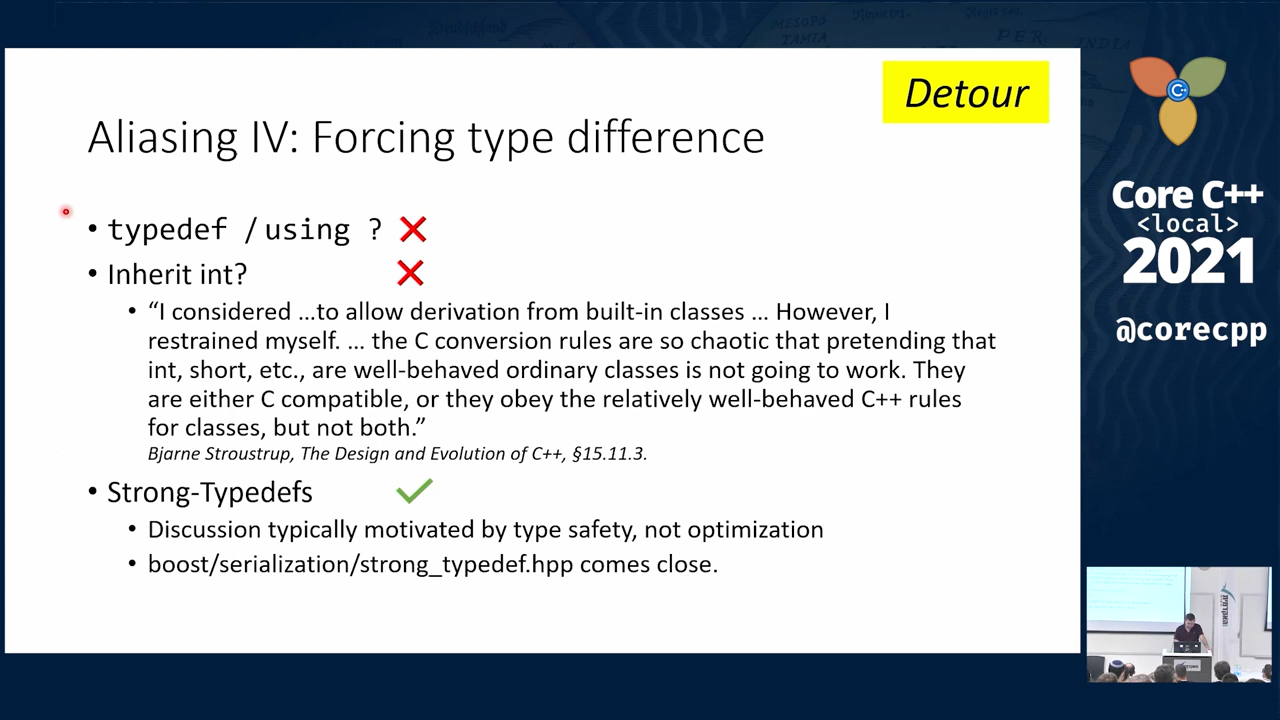 Detour
Aliasing IV: Forcing type difference
• typedef / using ?
• Inherit int?
• “I considered …to allow derivation from built-in classes … However, I
restrained myself. … the C conversion rules are so chaotic that pretending that
int, short, etc., are well-behaved ordinary classes is not going to work. They
are either C compatible, or they obey the relatively well-behaved C++ rules
for classes, but not both.”
Bjarne Stroustrup, The Design and Evolution of C++, §15.11.3.
• Strong-Typedefs
• Discussion typically motivated by type safety, not optimization
• boost/serialization/strong_typedef.hpp comes close.
C++
Core C++
<local>
2021
@corecpp
MESOPO
TAMIA
PER
INDIA